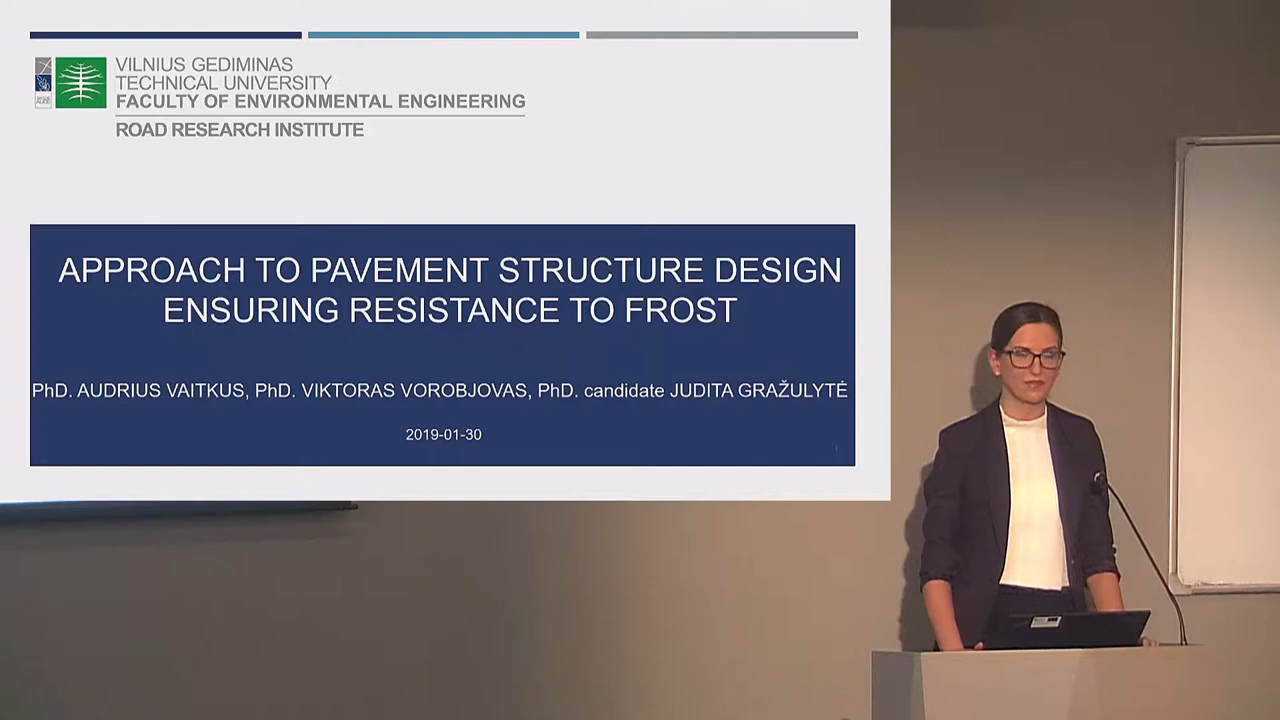 VILNIUS GEDIMINAS
TECHNICAL UNIVERSITY
FACULTY OF ENVIRONMENTAL ENGINEERING
ROAD RESEARCH INSTITUTE
APPROACH TO PAVEMENT STRUCTURE DESIGN
ENSURING RESISTANCE TO FROST
PhD. AUDRIUS VAITKUS, PhD. VIKTORAS VOROBJOVAS, PhD. candidate JUDITA GRAŽULYTĖ
2019-01-30